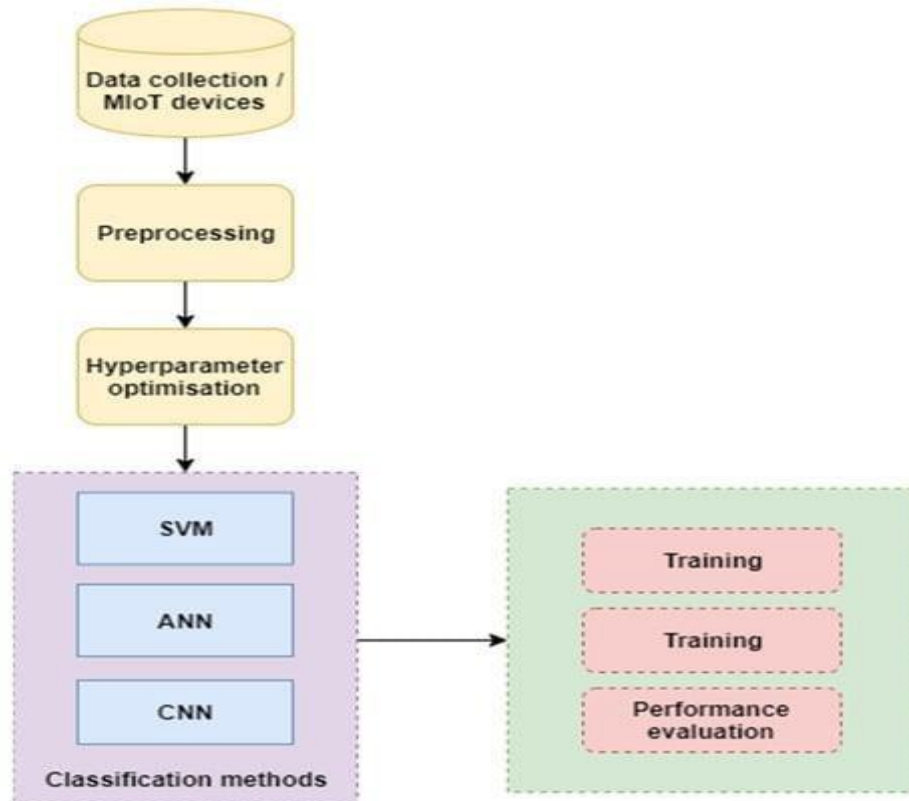 Data collection /
MIoT devices
Preprocessing
Hyperparameter
optimisation
SVM
ANN
CNN
Classification methods
Training
Training
Performance
evaluation